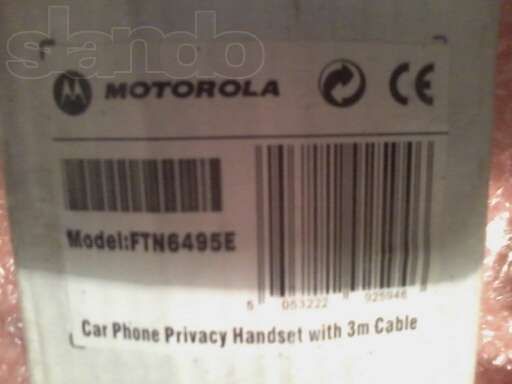 slando
MOTOROLA
CE
Model:FTN6495E
5 053222 925946
Car Phone Privacy Handset with 3m Cable